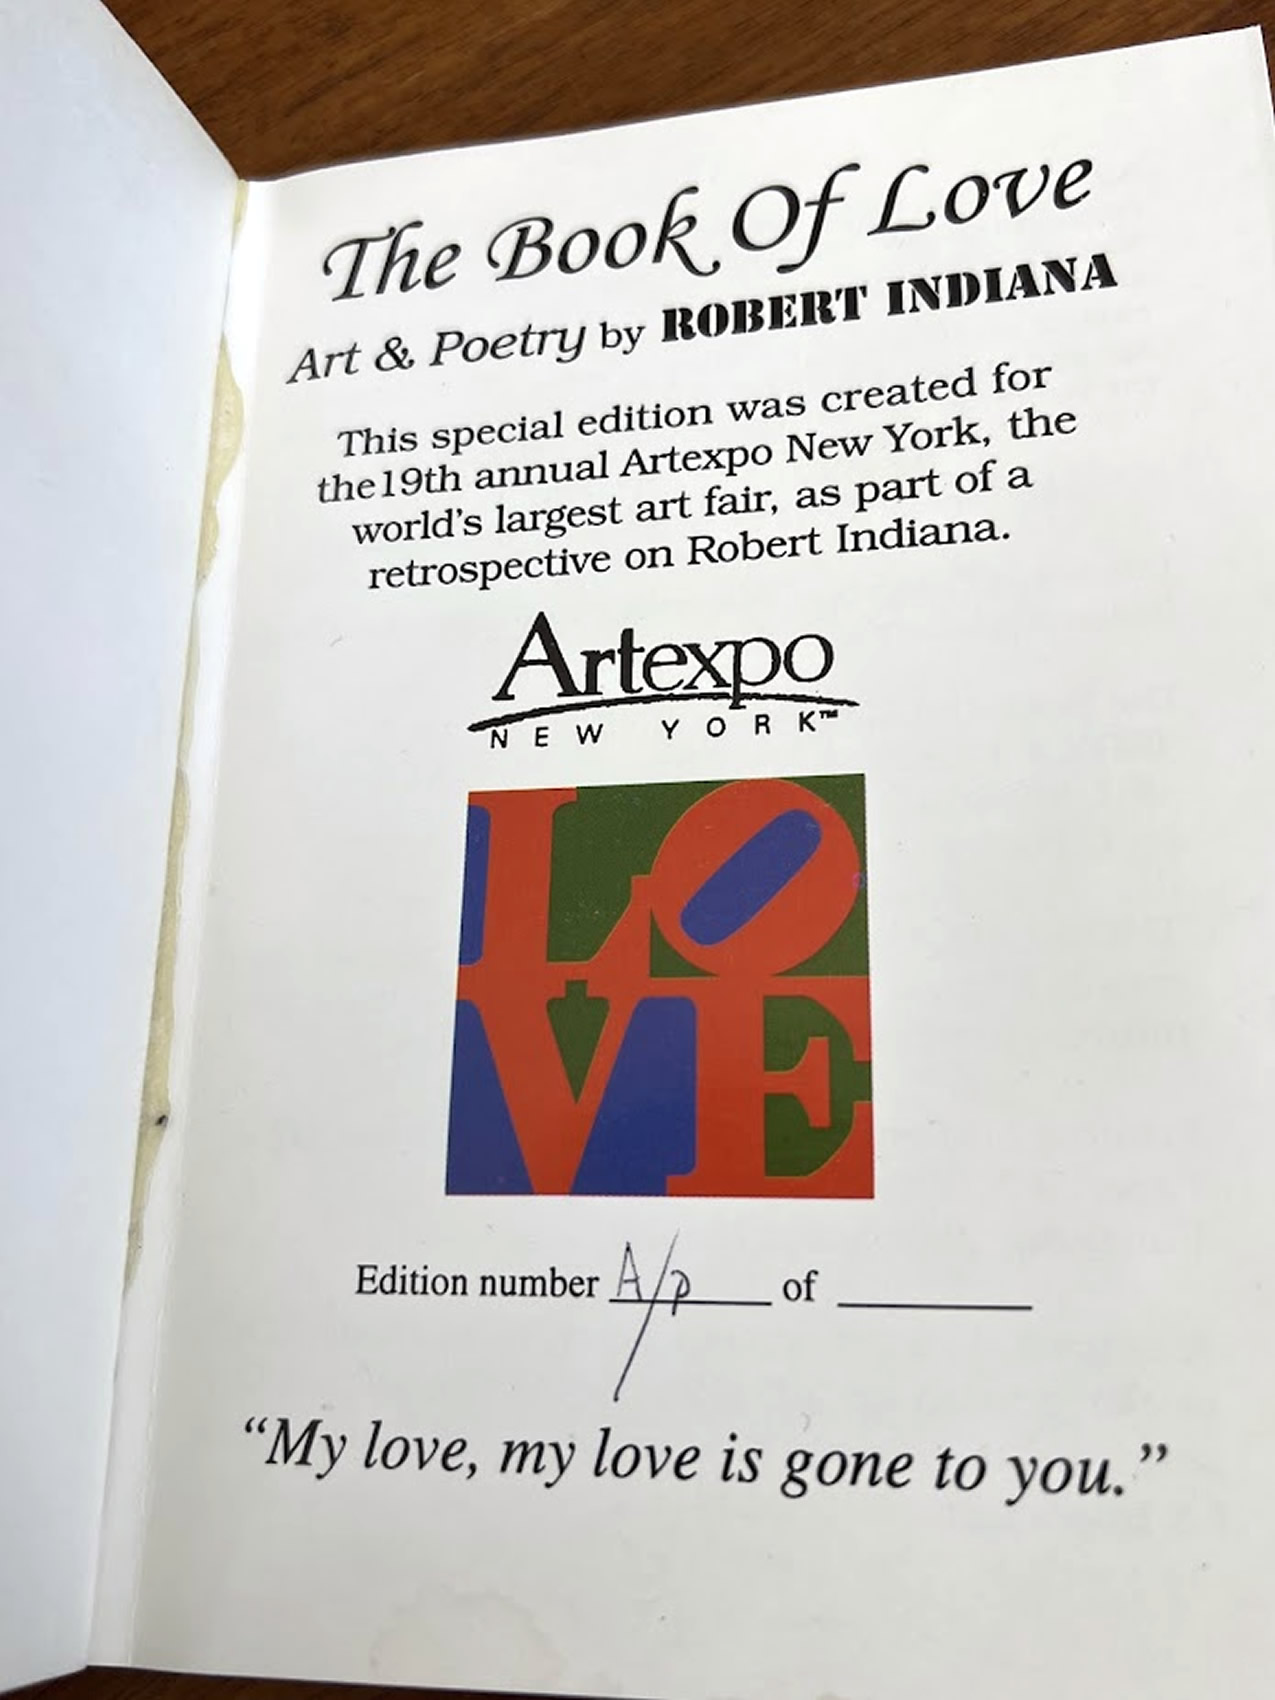 The Book Of Love
Art & Poetry by ROBERT INDIANA
This special edition was created for
the19th annual Artexpo New York, the
world's largest art fair, as part of a
retrospective on Robert Indiana.
Artexpo
NEW YORK™
LO
VE
Edition number A/P of
“My love, my love is gone to you.”